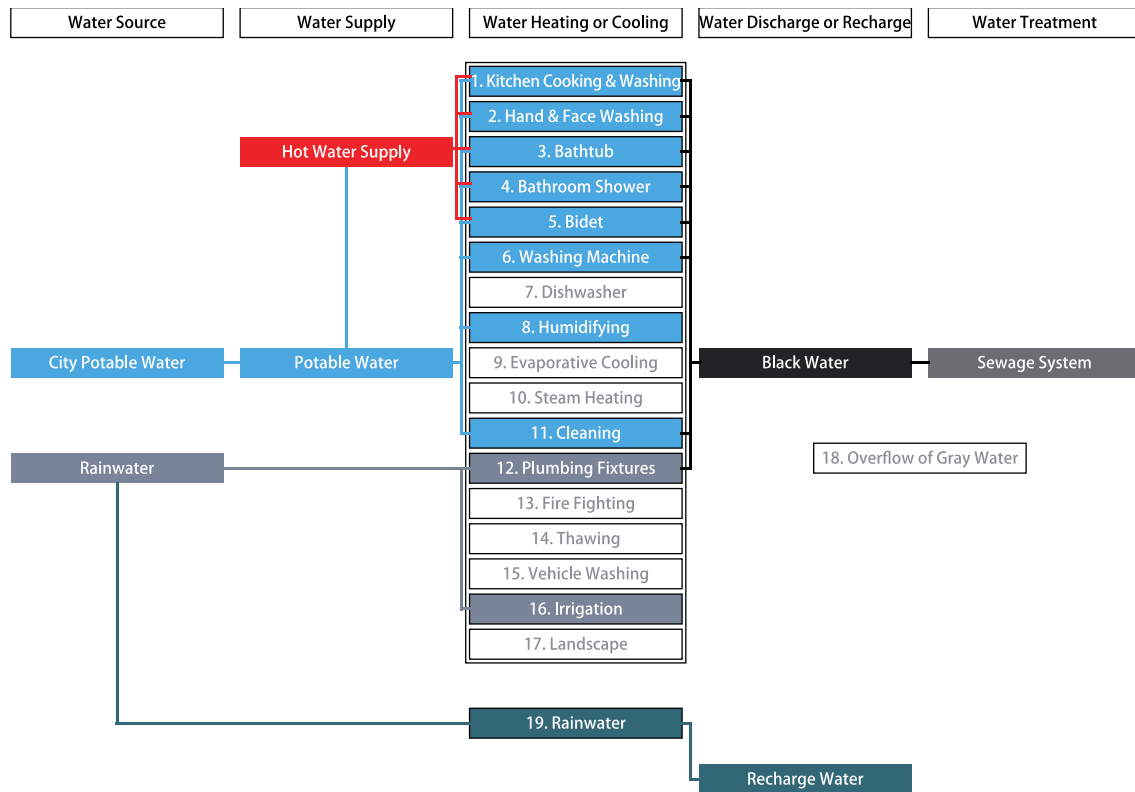 Water Source
Water Supply
Water Heating or Cooling
Water Discharge or Recharge
Water Treatment
1. Kitchen Cooking & Washing
2. Hand & Face Washing
Hot Water Supply
3. Bathtub
4. Bathroom Shower
5. Bidet
6. Washing Machine
7. Dishwasher
8. Humidifying
City Potable Water
Potable Water
9. Evaporative Cooling
Black Water
Sewage System
10. Steam Heating
11. Cleaning
18. Overflow of Gray Water
Rainwater
12. Plumbing Fixtures
13. Fire Fighting
14. Thawing
15. Vehicle Washing
16. Irrigation
17. Landscape
19. Rainwater
Recharge Water